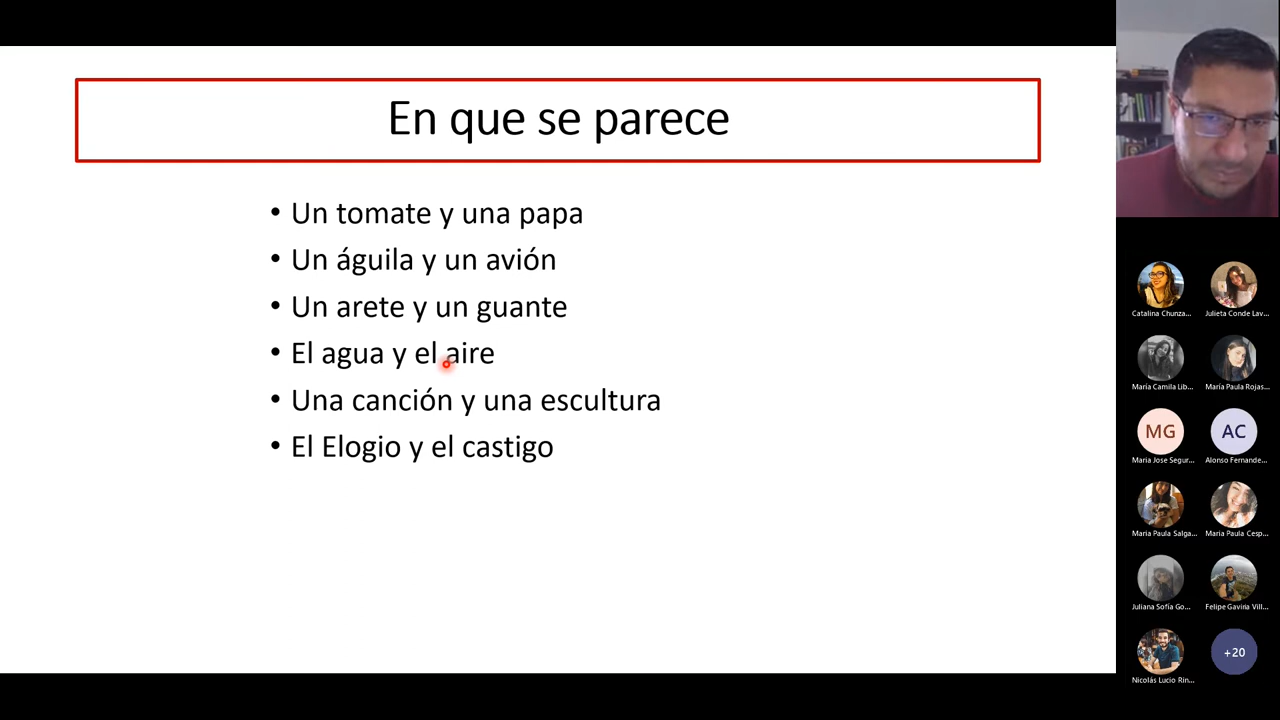 En que se parece
• Un tomate y una papa
• Un águila y un avión
• Un arete y un guante
• El agua y el aire
• Una canción y una escultura
• El Elogio y el castigo
Catalina Chunza...
Julieta Conde Lav...
María Camila Lib...
María Paula Rojas...
MG
AC
Maria Jose Segur...
Alonso Fernande...
Maria Paula Salga...
Maria Paula Cesp...
Juliana Sofía Go...
Felipe Gaviria Vill...
Nicolás Lucio Rin...
+20